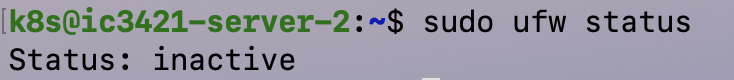 [k8s@ic3421-server-2:~$ sudo ufw status
Status: inactive